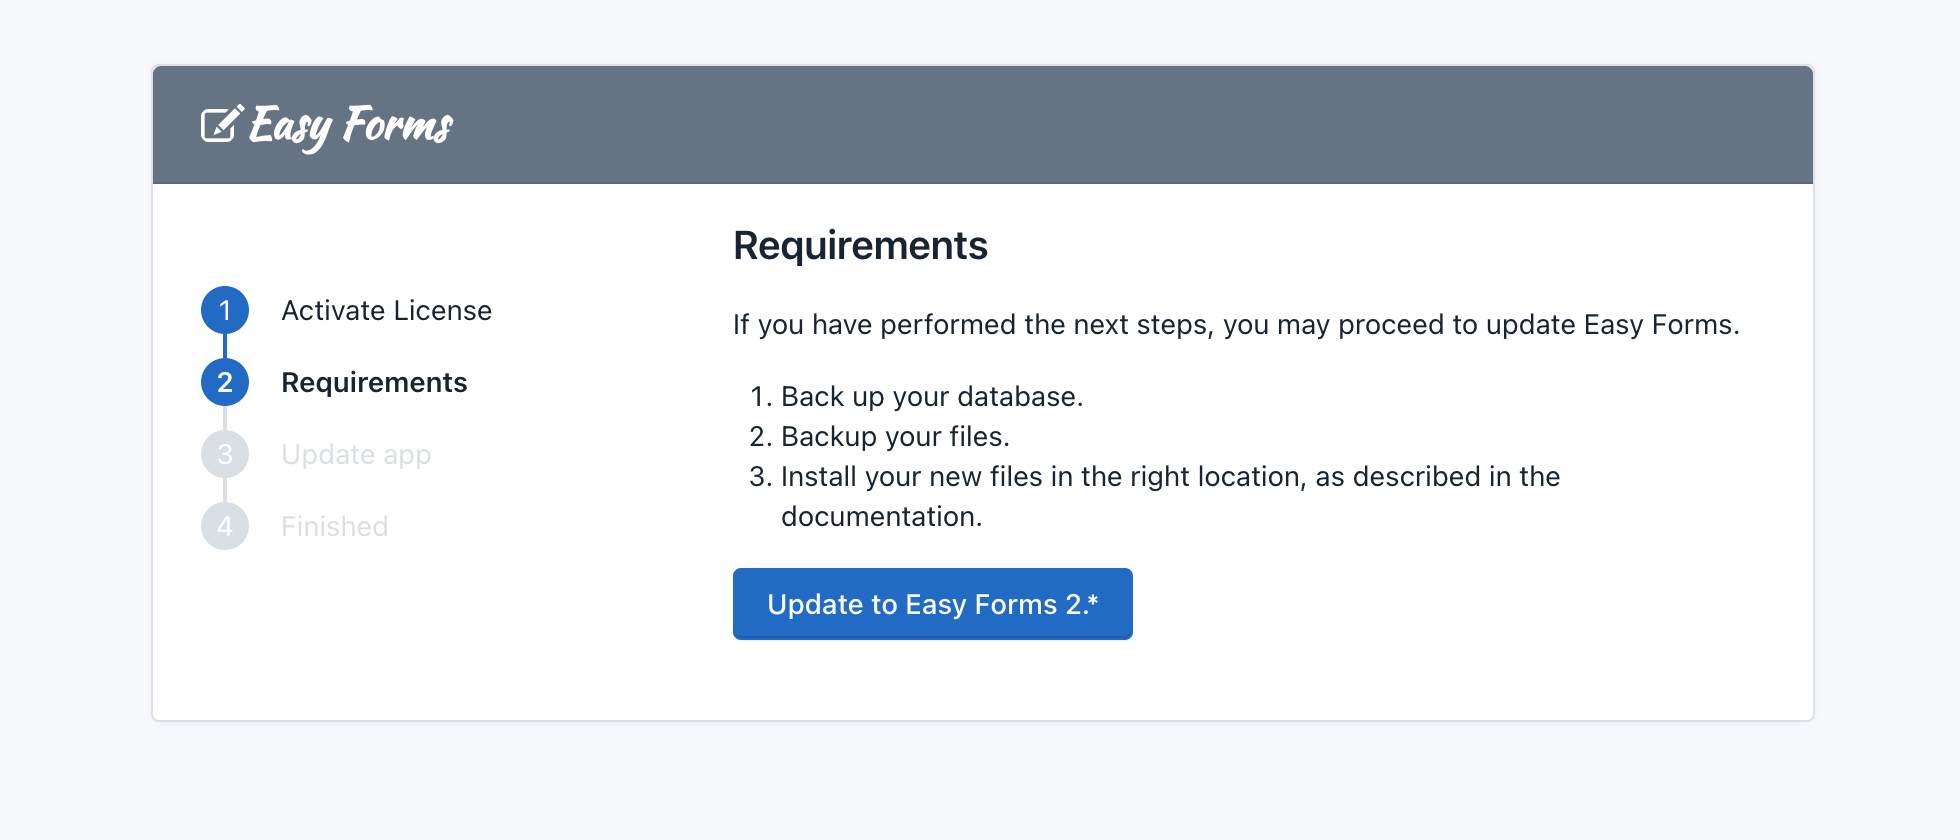 Easy Forms
1 Activate License
2 Requirements
3 Update app
4 Finished
Requirements
If you have performed the next steps, you may proceed to update Easy Forms.
1. Back up your database.
2. Backup your files.
3. Install your new files in the right location, as described in the
documentation.
Update to Easy Forms 2.*